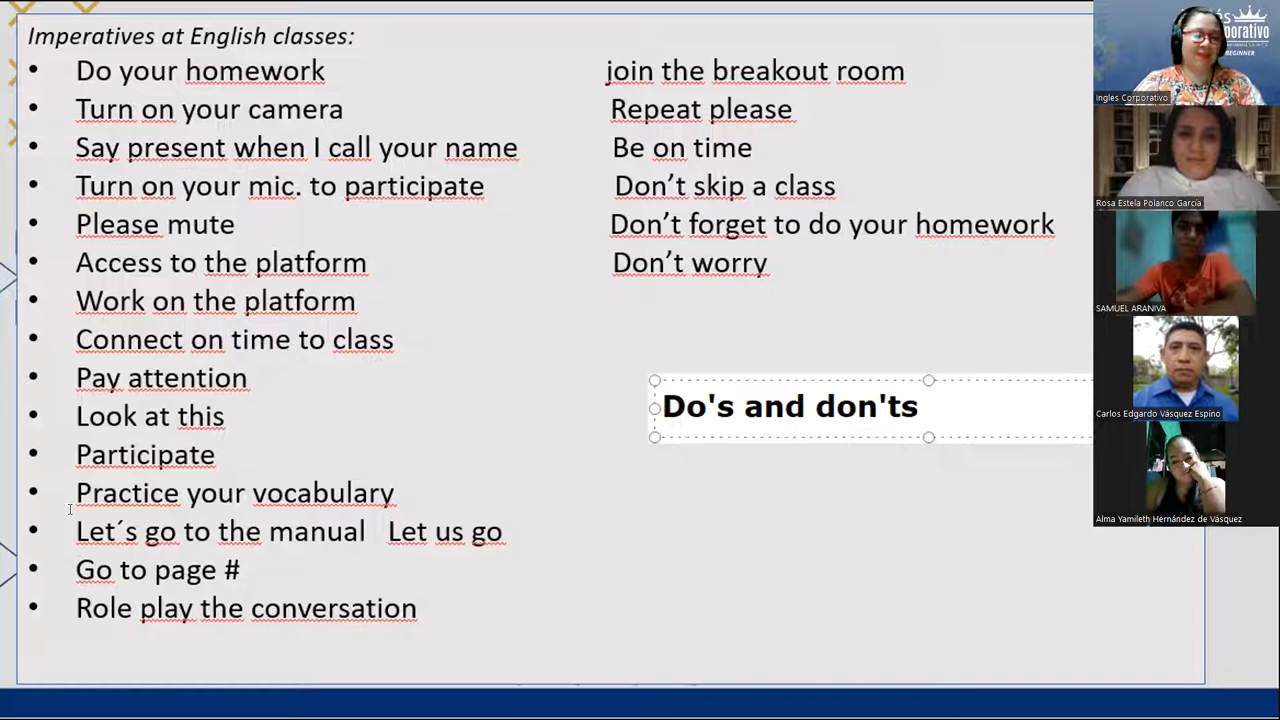 Imperatives at English classes:
• Do your homework
• Turn on your camera
• Say present when I call your name
• Turn on your mic. to participate
• Please mute
• Access to the platform
• Work on the platform
• Connect on time to class
• Pay attention
• Look at this
• Participate
• Practice your vocabulary
• Let´s go to the manual Let us go
• Go to page #
• Role play the conversation
join the breakout room
Repeat please
Be on time
Don’t skip a class
Don’t forget to do your homework
Don’t worry
Do's and don'ts
Ingles Corporativo
Rosa Estela Polanco García
SAMUEL ARANIVA
Carlos Edgardo Vásquez Espino
Alma Yamileth Hernández de Vásquez
BEGINNER